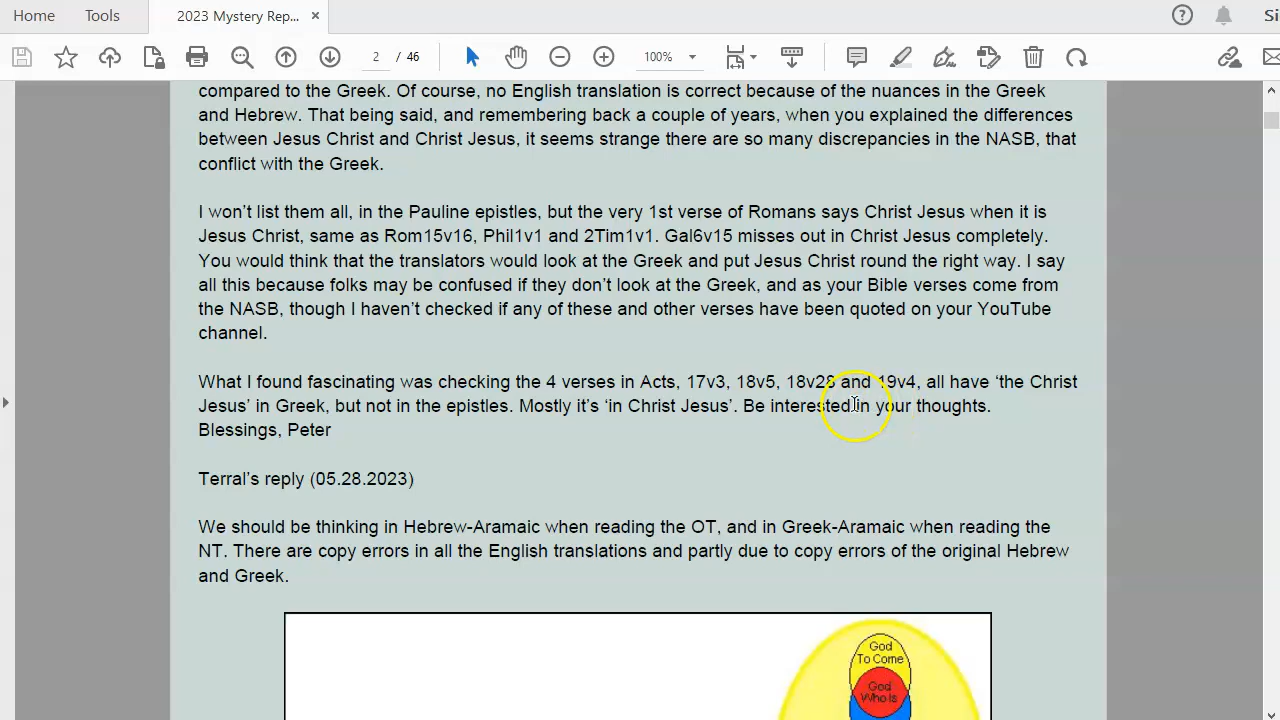 Home
Tools
2023 Mystery Rep... ×
Si
2 / 46
100%
compared to the Greek. Of course, no English translation is correct because of the nuances in the Greek
and Hebrew. That being said, and remembering back a couple of years, when you explained the differences
between Jesus Christ and Christ Jesus, it seems strange there are so many discrepancies in the NASB, that
conflict with the Greek.
I won’t list them all, in the Pauline epistles, but the very 1st verse of Romans says Christ Jesus when it is
Jesus Christ, same as Rom15v16, Phil1v1 and 2Tim1v1. Gal6v15 misses out in Christ Jesus completely.
You would think that the translators would look at the Greek and put Jesus Christ round the right way. I say
all this because folks may be confused if they don’t look at the Greek, and as your Bible verses come from
the NASB, though I haven’t checked if any of these and other verses have been quoted on your YouTube
channel.
What I found fascinating was checking the 4 verses in Acts, 17v3, 18v5, 18v28 and 19v4, all have ‘the Christ
Jesus’ in Greek, but not in the epistles. Mostly it’s ‘in Christ Jesus’. Be interested in your thoughts.
Blessings, Peter
Terral’s reply (05.28.2023)
We should be thinking in Hebrew-Aramaic when reading the OT, and in Greek-Aramaic when reading the
NT. There are copy errors in all the English translations and partly due to copy errors of the original Hebrew
and Greek.
God
To Come
God
Who Is